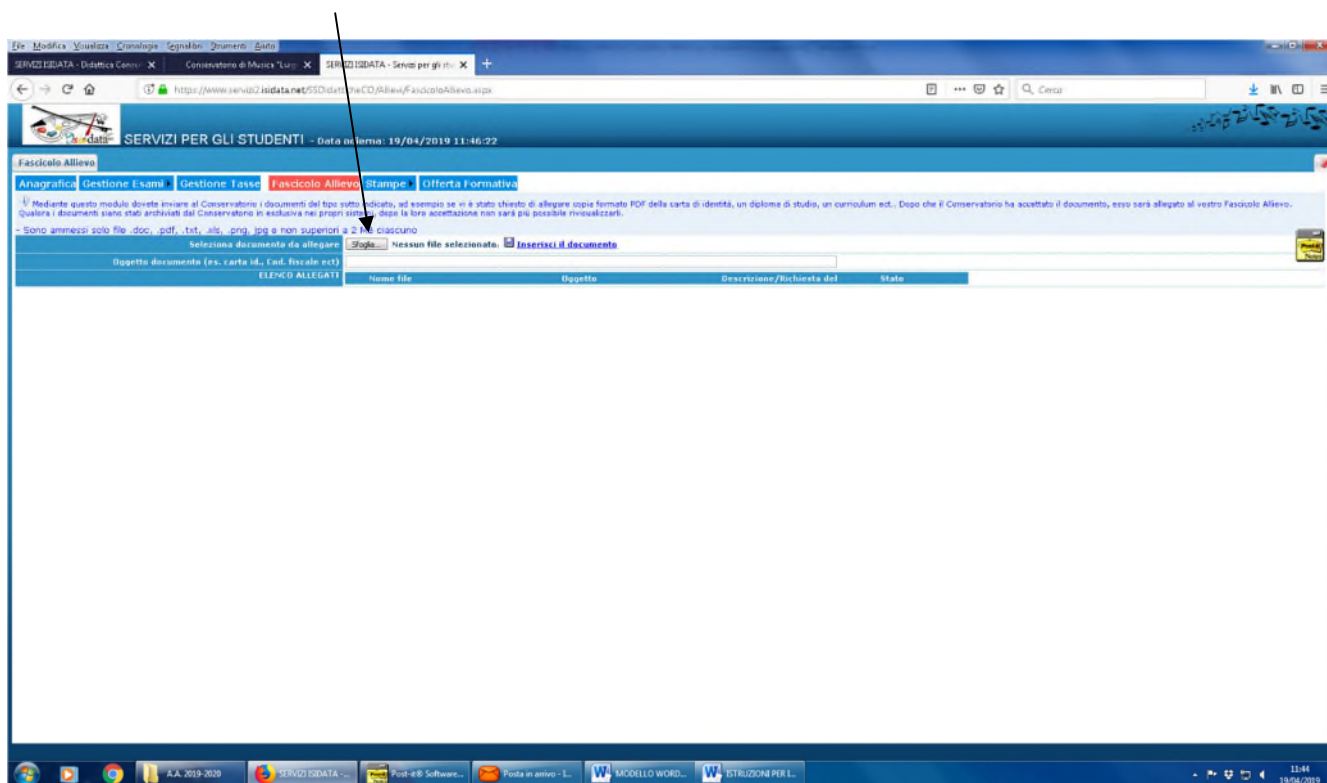 File Modifica Visualizza Cronologia Segnalibri Strumenti Aiuto
SERVIZI ISIDATA - Didattica Conser
Conservatorio di Musica "Luig
SERVIZI ISIDATA - Servizi per gli stu
https://www.servizi2.isidata.net/SSDidatticheCO/Allievi/FascicoloAllievo.aspx
Cerca
isidata
SERVIZI PER GLI STUDENTI - Data odierna: 19/04/2019 11:46:22
Fascicolo Allievo
Anagrafica Gestione Esami Gestione Tasse Fascicolo Allievo Stampe Offerta Formativa
Mediante questo modulo dovete inviare al Conservatorio i documenti del tipo sotto indicato, ad esempio se vi è stato chiesto di allegare copia formato PDF della carta di identità, un diploma di studio, un curriculum ect.. Dopo che il Conservatorio ha accettato il documento, esso sarà allegato al vostro Fascicolo Allievo.
Qualora i documenti siano stati archiviati dal Conservatorio in esclusiva nei propri sistemi, dopo la loro accettazione non sarà più possibile rivisualizzarli.
- Sono ammessi solo file .doc, .pdf, .txt, .xls, .png, jpg e non superiori a 2 Mb ciascuno
Seleziona documento da allegare Sfoglia... Nessun file selezionato. Inserisci il documento
Oggetto documento (es. carta id., Cod. fiscale ect)
ELENCO ALLEGATI
Nome file Oggetto Descrizione/Richiesta del Stato
Post-it
Notes
A.A. 2019-2020
SERVIZI ISIDATA -...
Post-it® Software...
Posta in arrivo - I...
MODELLO WORD...
ISTRUZIONI PER L...
11:44
19/04/2019